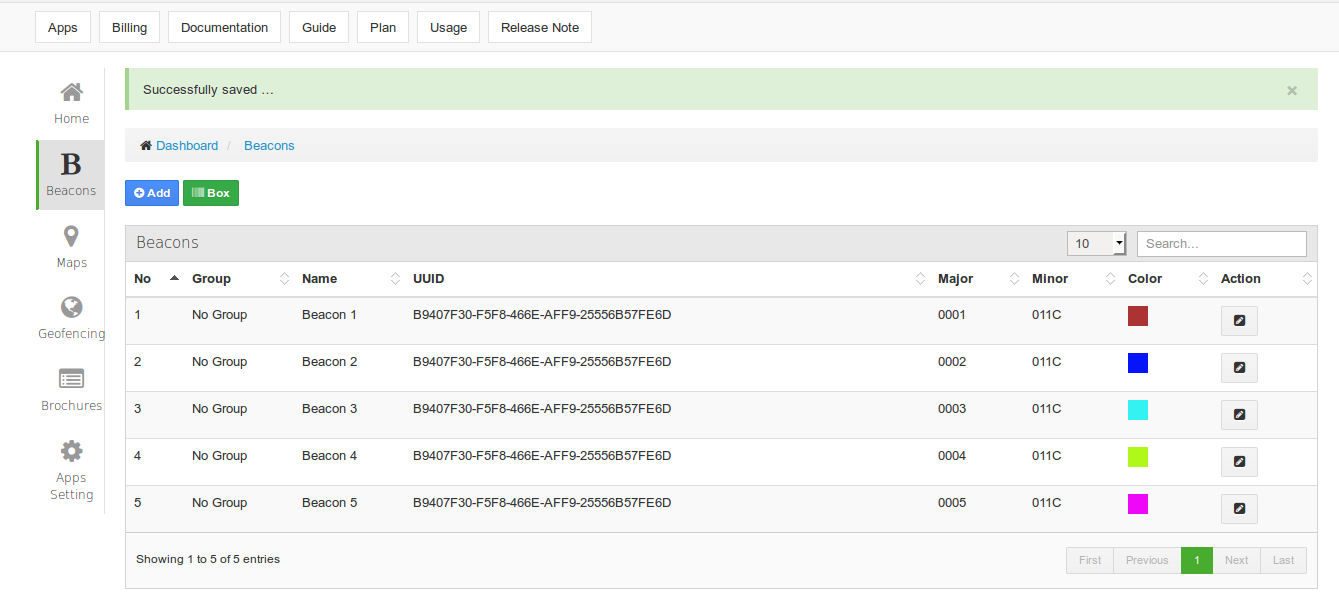 Apps Billing Documentation Guide Plan Usage Release Note
Home
B
Beacons
Maps
Geofencing
Brochures
Apps
Setting
Successfully saved ... ×
Dashboard / Beacons
Add Box
Beacons 10 Search...
No Group Name UUID Major Minor Color Action
1 No Group Beacon 1 B9407F30-F5F8-466E-AFF9-25556B57FE6D 0001 011C
2 No Group Beacon 2 B9407F30-F5F8-466E-AFF9-25556B57FE6D 0002 011C
3 No Group Beacon 3 B9407F30-F5F8-466E-AFF9-25556B57FE6D 0003 011C
4 No Group Beacon 4 B9407F30-F5F8-466E-AFF9-25556B57FE6D 0004 011C
5 No Group Beacon 5 B9407F30-F5F8-466E-AFF9-25556B57FE6D 0005 011C
Showing 1 to 5 of 5 entries First Previous 1 Next Last